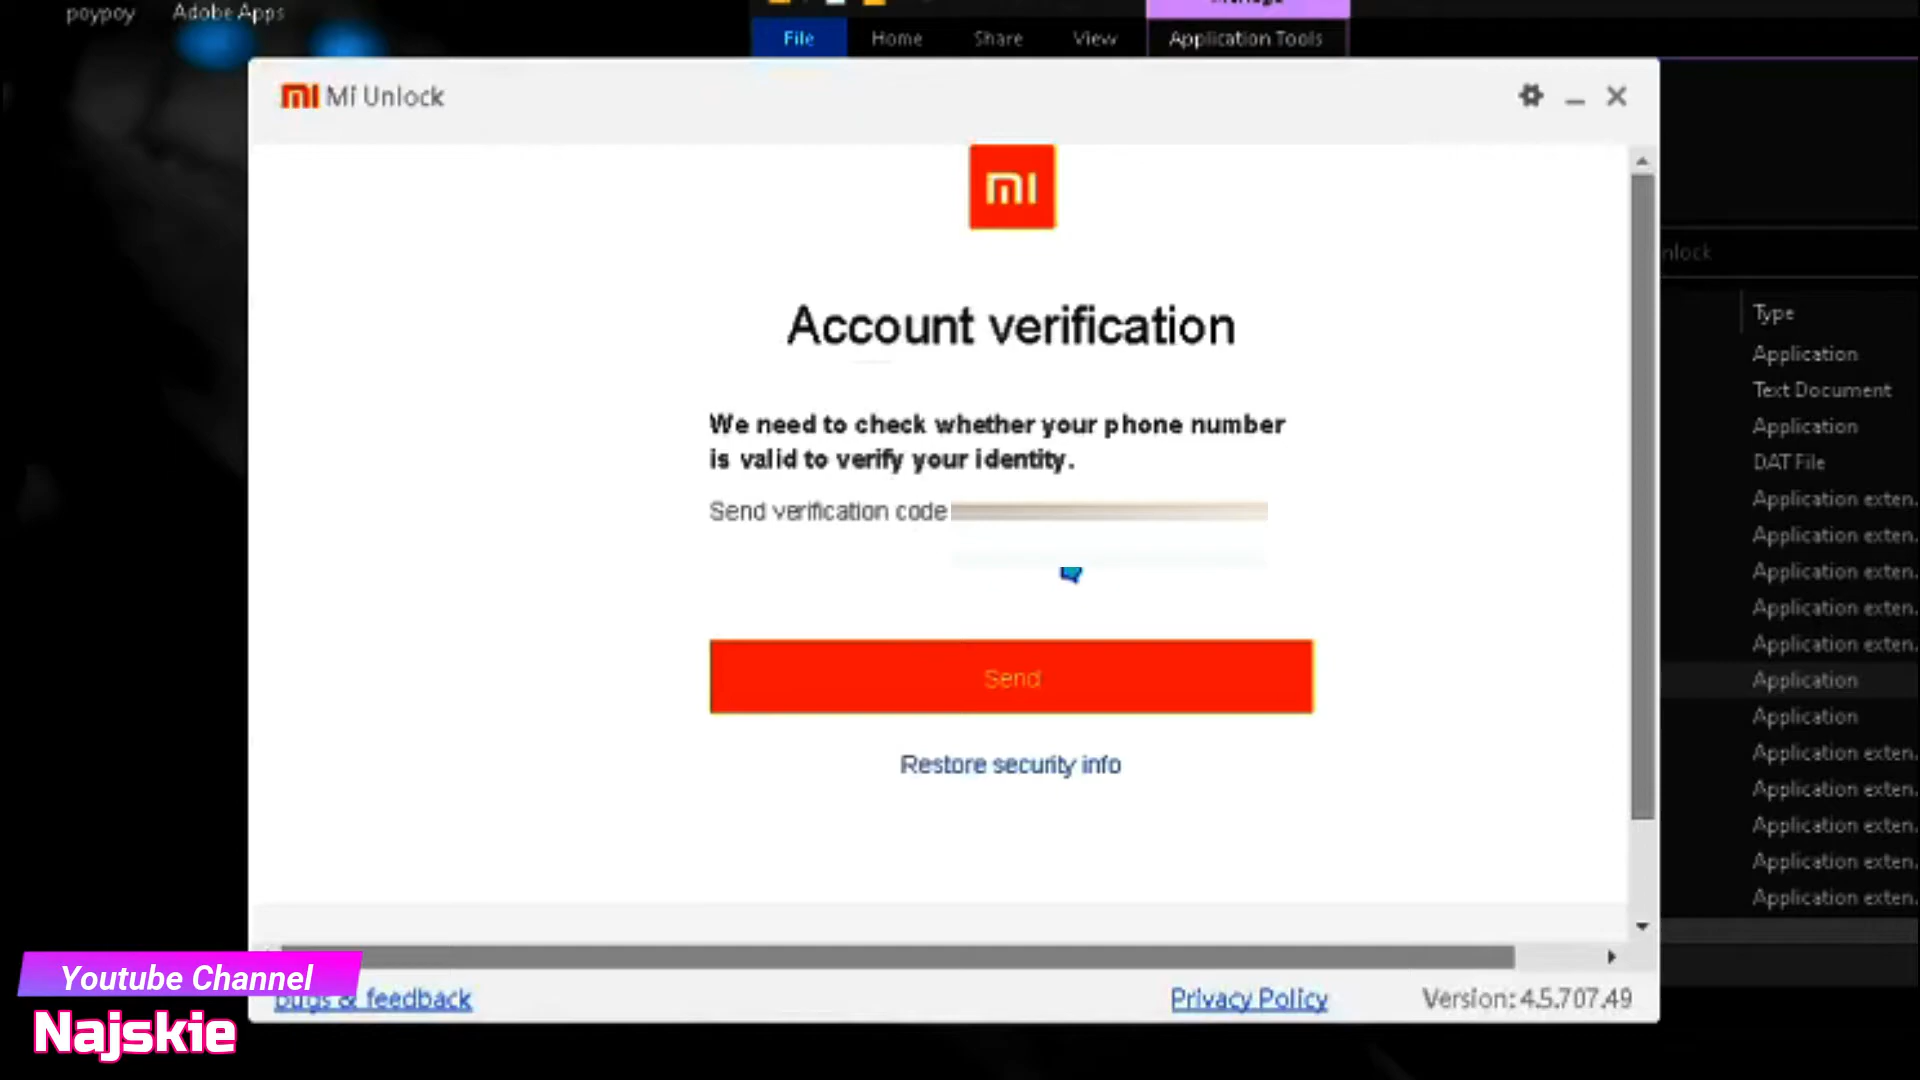 poypoy
Adobe Apps
File
Home
Share
View
Application Tools
mi Mi Unlock
mi
Account verification
We need to check whether your phone number
is valid to verify your identity.
Send verification code
Send
Restore security info
Type
Application
Text Document
Application
DAT File
Application exten.
Application exten.
Application exten.
Application exten.
Application exten.
Application
Application
Application exten.
Application exten.
Application exten.
Application exten.
Application exten.
Youtube Channel
Najskie
bugs & feedback
Privacy Policy
Version: 4.5.707.49